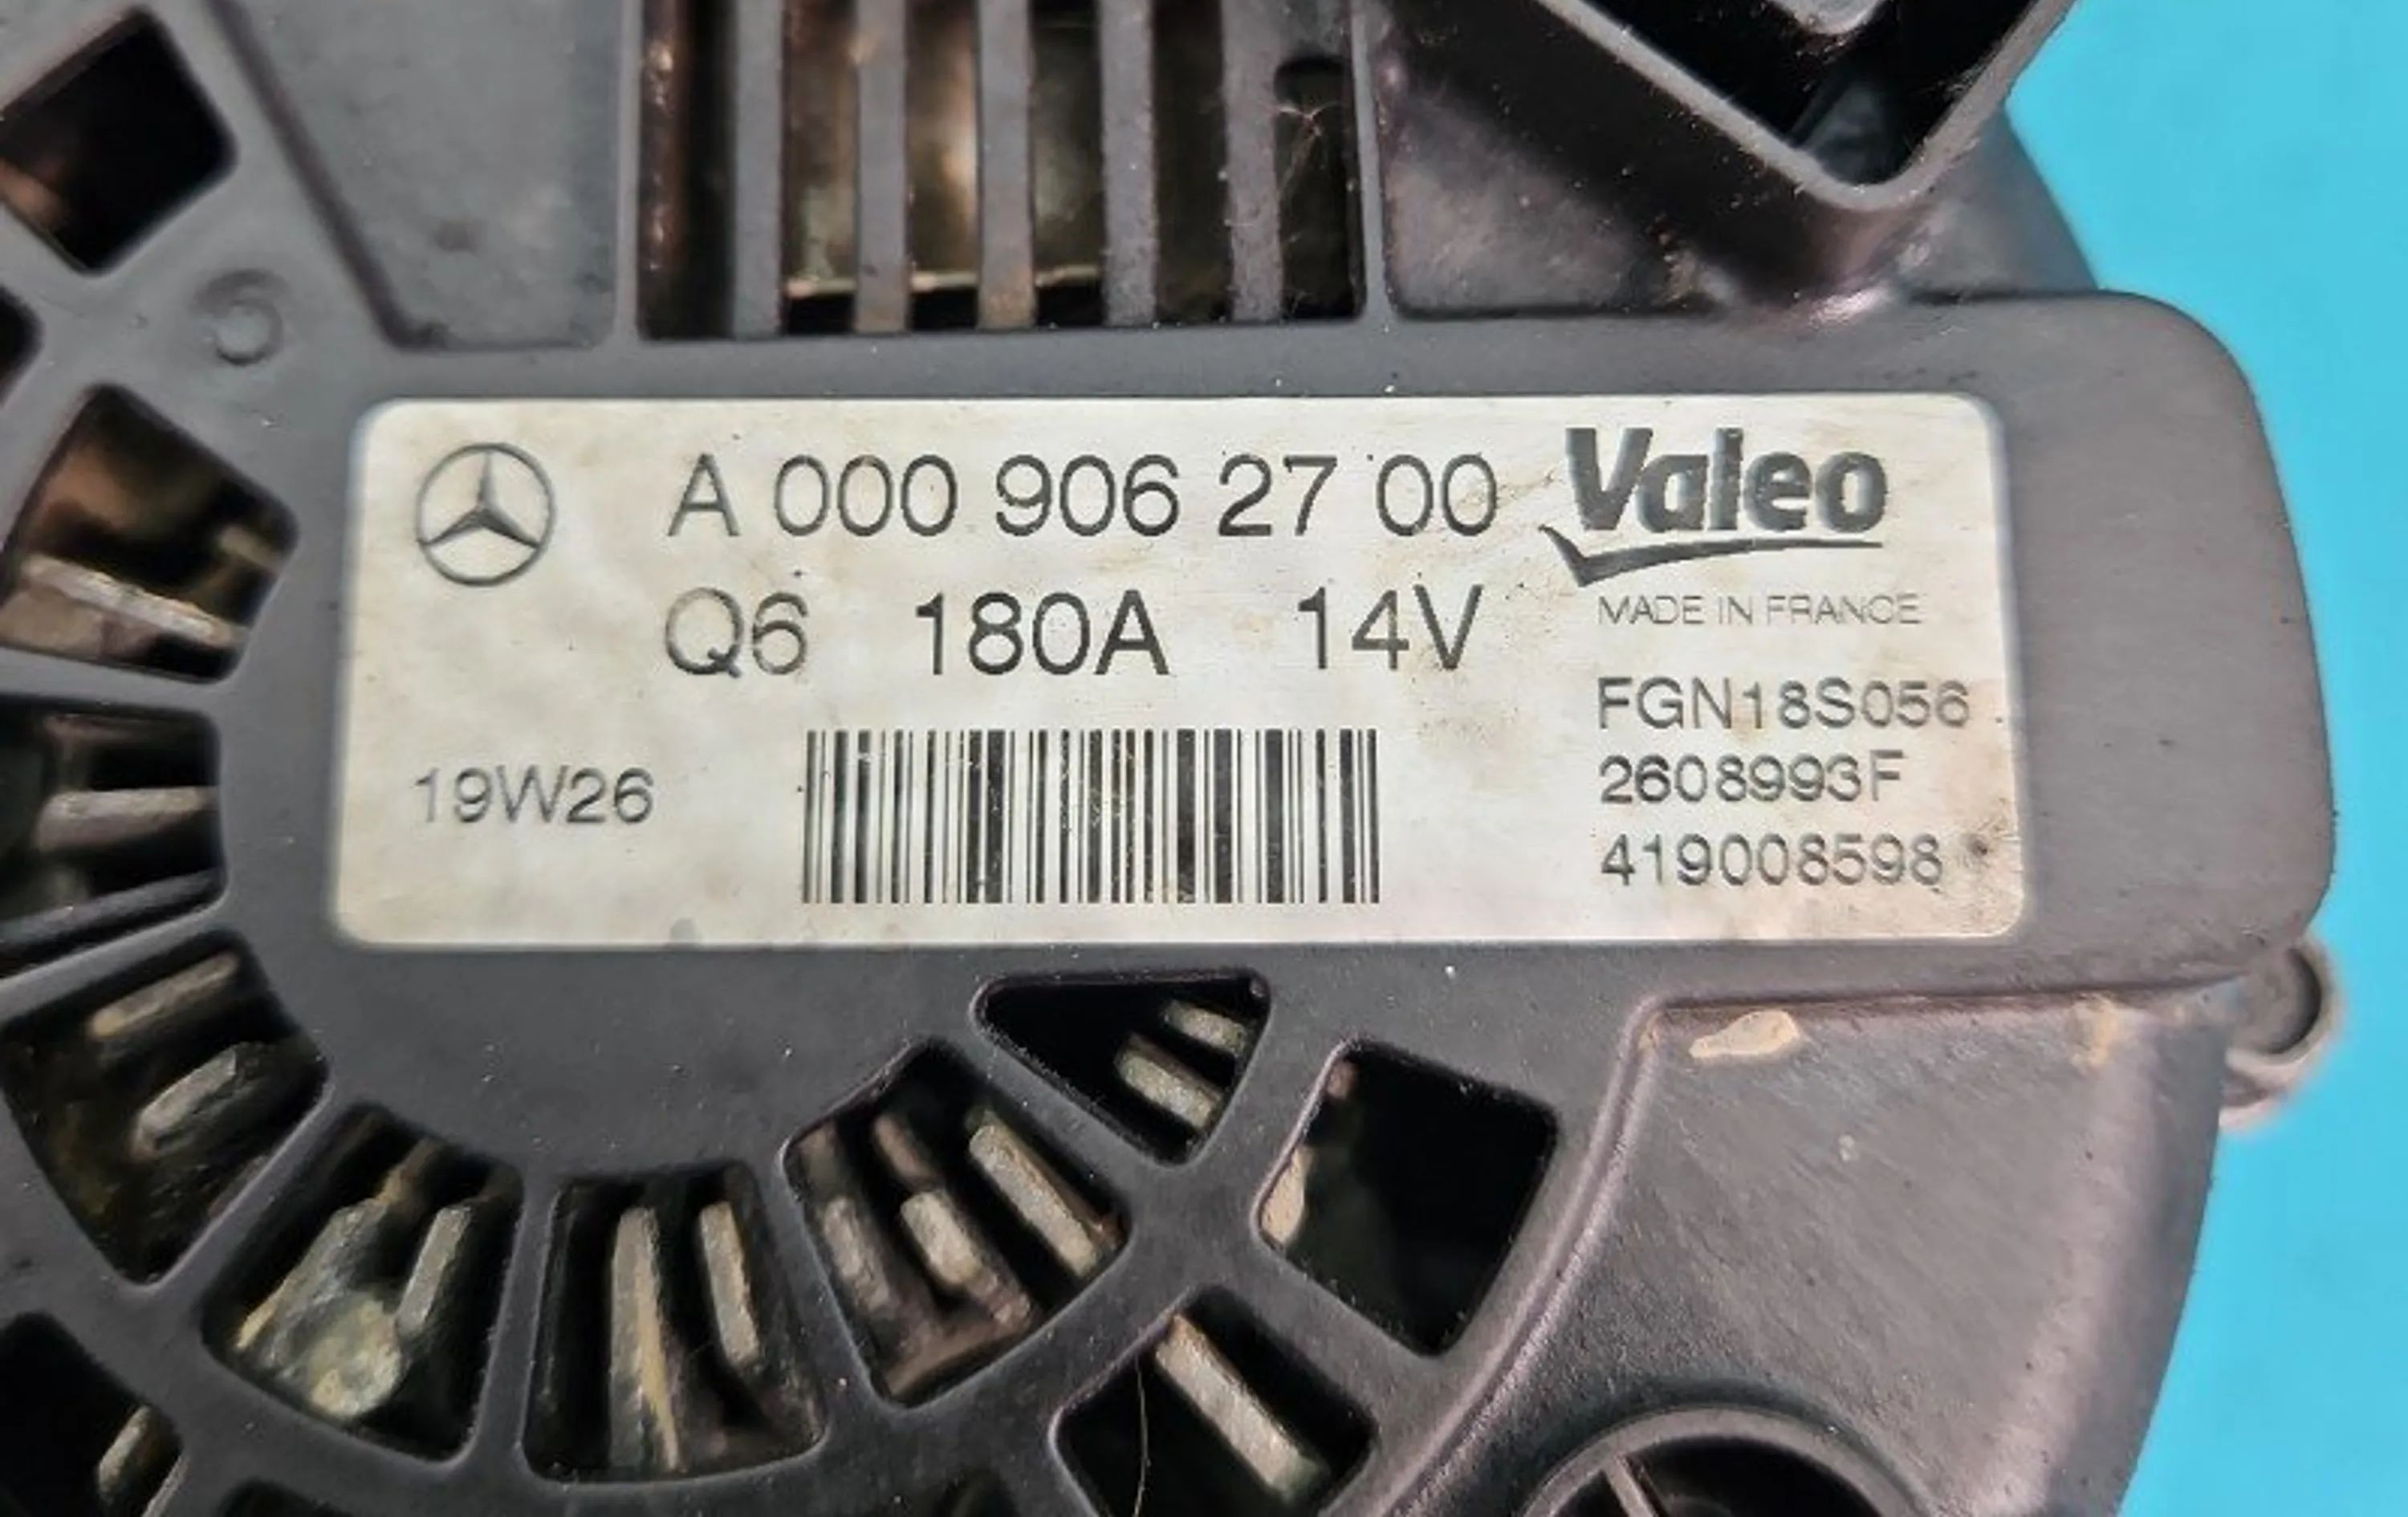 A 000 906 27 00
Valeo
Q6 180A 14V
MADE IN FRANCE
FGN18S056
19W26
2608993F
419008598